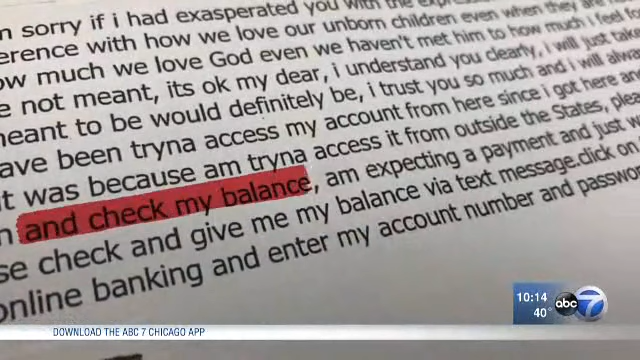 n sorry if i had exasperated you with the
erence with how we love our unborn children even when they are
ow much we love God even we haven't met him to how much i feel fo
e not meant, its ok my dear, i understand you clearly, i will just take
neant to be would definitely be, i trust you so much and i will alwa
ave been tryna access my account from here since i got here and
t was because am tryna access it from outside the States, plea
n and check my balance, am expecting a payment and just w
se check and give me my balance via text message.click on
online banking and enter my account number and passwor
10:14
40°
abc 7
DOWNLOAD THE ABC 7 CHICAGO APP